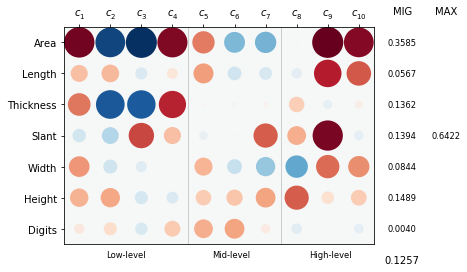 c1 c2 c3 c4 c5 c6 c7 c8 c9 c10 MIG MAX
Area 0.3585
Length 0.0567
Thickness 0.1362
Slant 0.1394 0.6422
Width 0.0844
Height 0.1489
Digits 0.0040
Low-level Mid-level High-level 0.1257